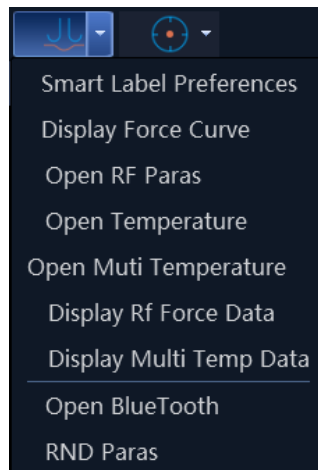 Smart Label Preferences
Display Force Curve
Open RF Paras
Open Temperature
Open Muti Temperature
Display Rf Force Data
Display Multi Temp Data
Open BlueTooth
RND Paras